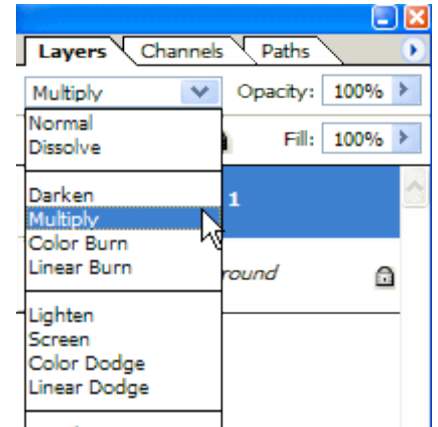 Layers Channels Paths
Multiply Opacity: 100%
Normal Fill: 100%
Dissolve
Darken 1
Multiply
Color Burn
Linear Burn round
Lighten
Screen
Color Dodge
Linear Dodge